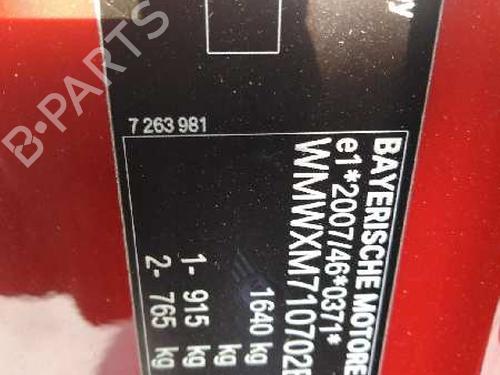 7 263 981
BAYERISCHE MOTORE
e1*2007/46*0371*
WMWXM710702
1640 kg
kg
1- 915 kg
2- 765 kg
B-PARTS